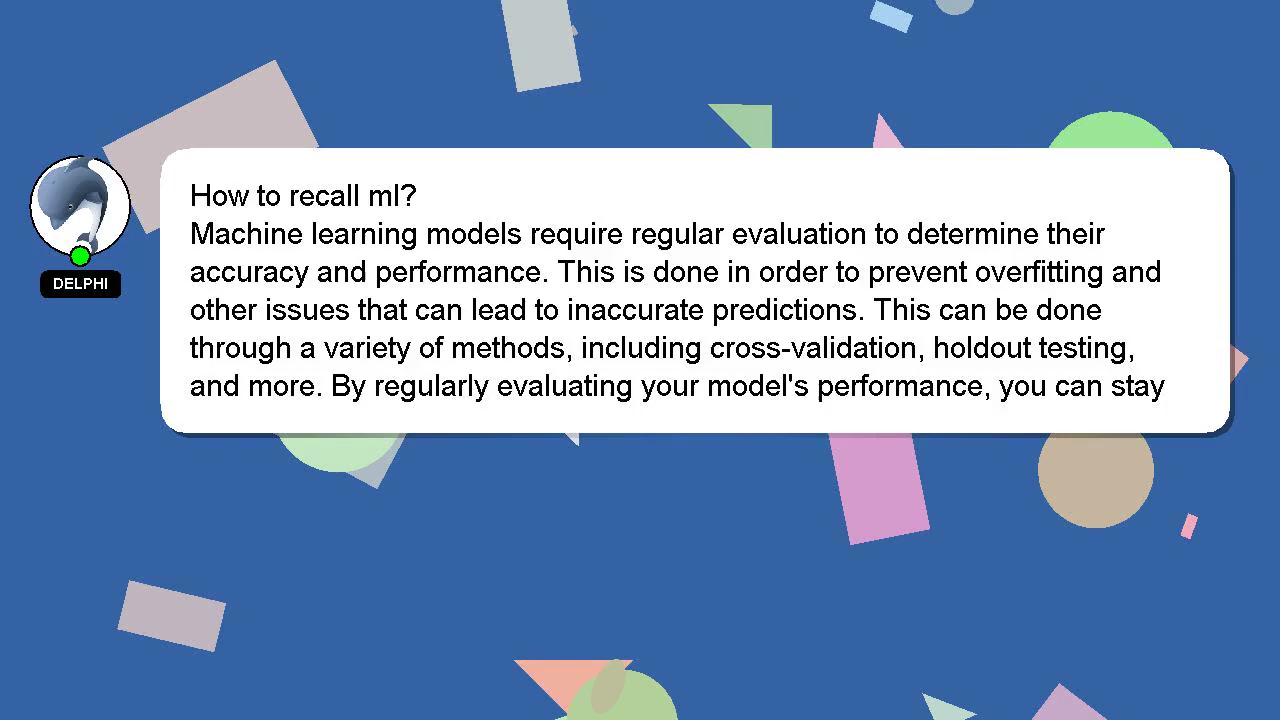 How to recall ml?
Machine learning models require regular evaluation to determine their
accuracy and performance. This is done in order to prevent overfitting and
other issues that can lead to inaccurate predictions. This can be done
through a variety of methods, including cross-validation, holdout testing,
and more. By regularly evaluating your model's performance, you can stay
DELPHI